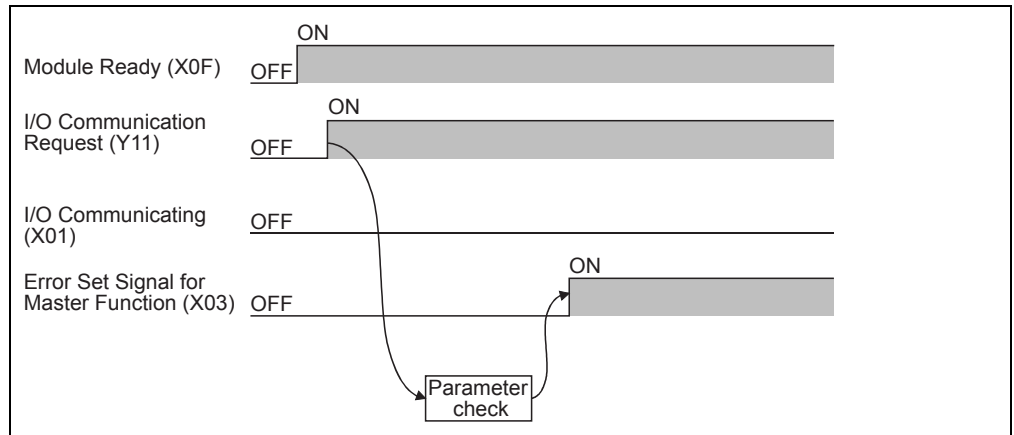 ON
Module Ready (X0F)
OFF
ON
I/O Communication
Request (Y11)
OFF
I/O Communicating
(X01)
OFF
ON
Error Set Signal for
Master Function (X03)
OFF
Parameter
check